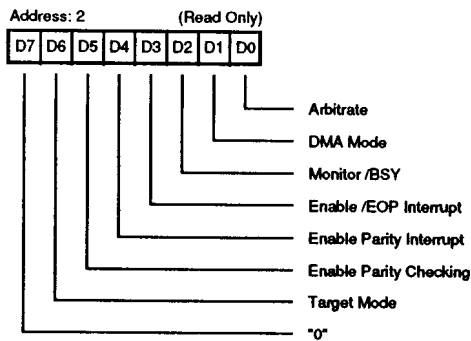 Address: 2 (Read Only)
D7 D6 D5 D4 D3 D2 D1 D0
Arbitrate
DMA Mode
Monitor /BSY
Enable /EOP Interrupt
Enable Parity Interrupt
Enable Parity Checking
Target Mode
"0"